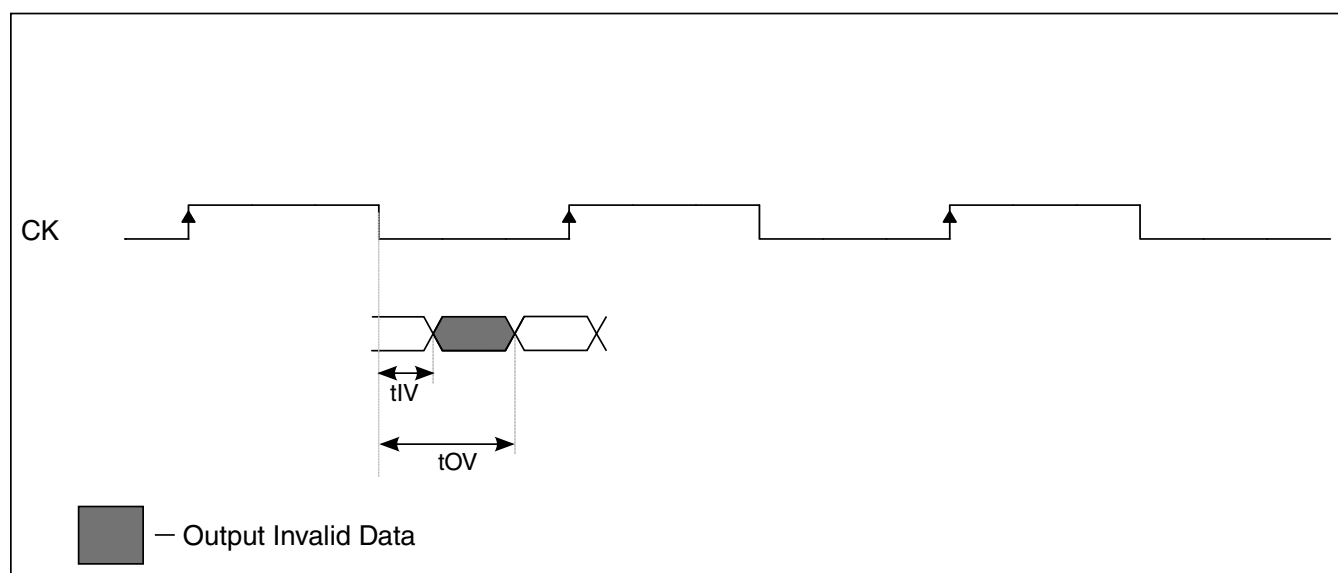 CK
tIV
tOV
— Output Invalid Data